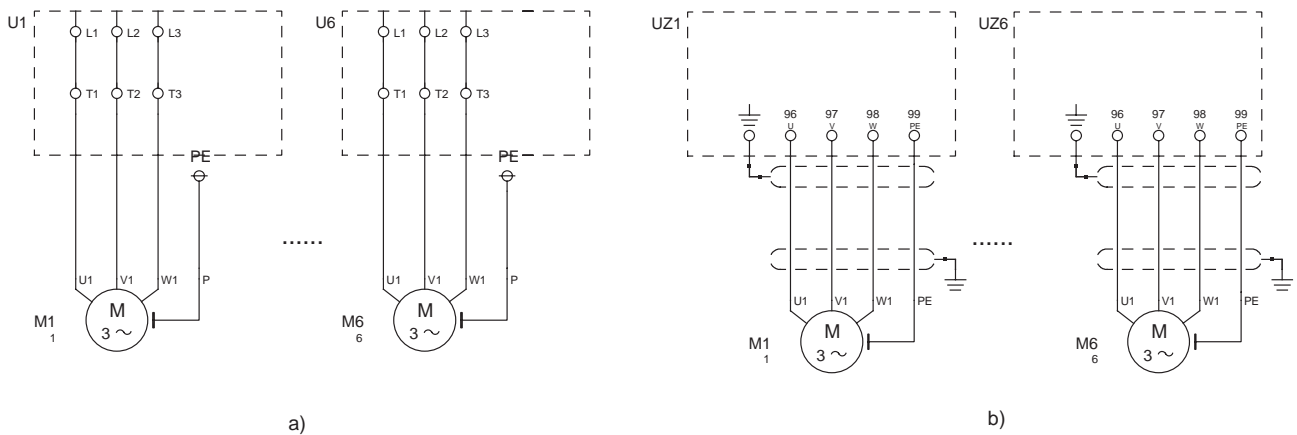 U1
L1 L2 L3
T1 T2 T3
PE
U1 V1 W1 P
M
3
M1
1
......
U6
L1 L2 L3
T1 T2 T3
PE
U1 V1 W1 P
M
3
M6
6
a)
UZ1
96 97 98 99
U V W PE
U1 V1 W1 PE
M
3
M1
1
......
UZ6
96 97 98 99
U V W PE
U1 V1 W1 PE
M
3
M6
6
b)